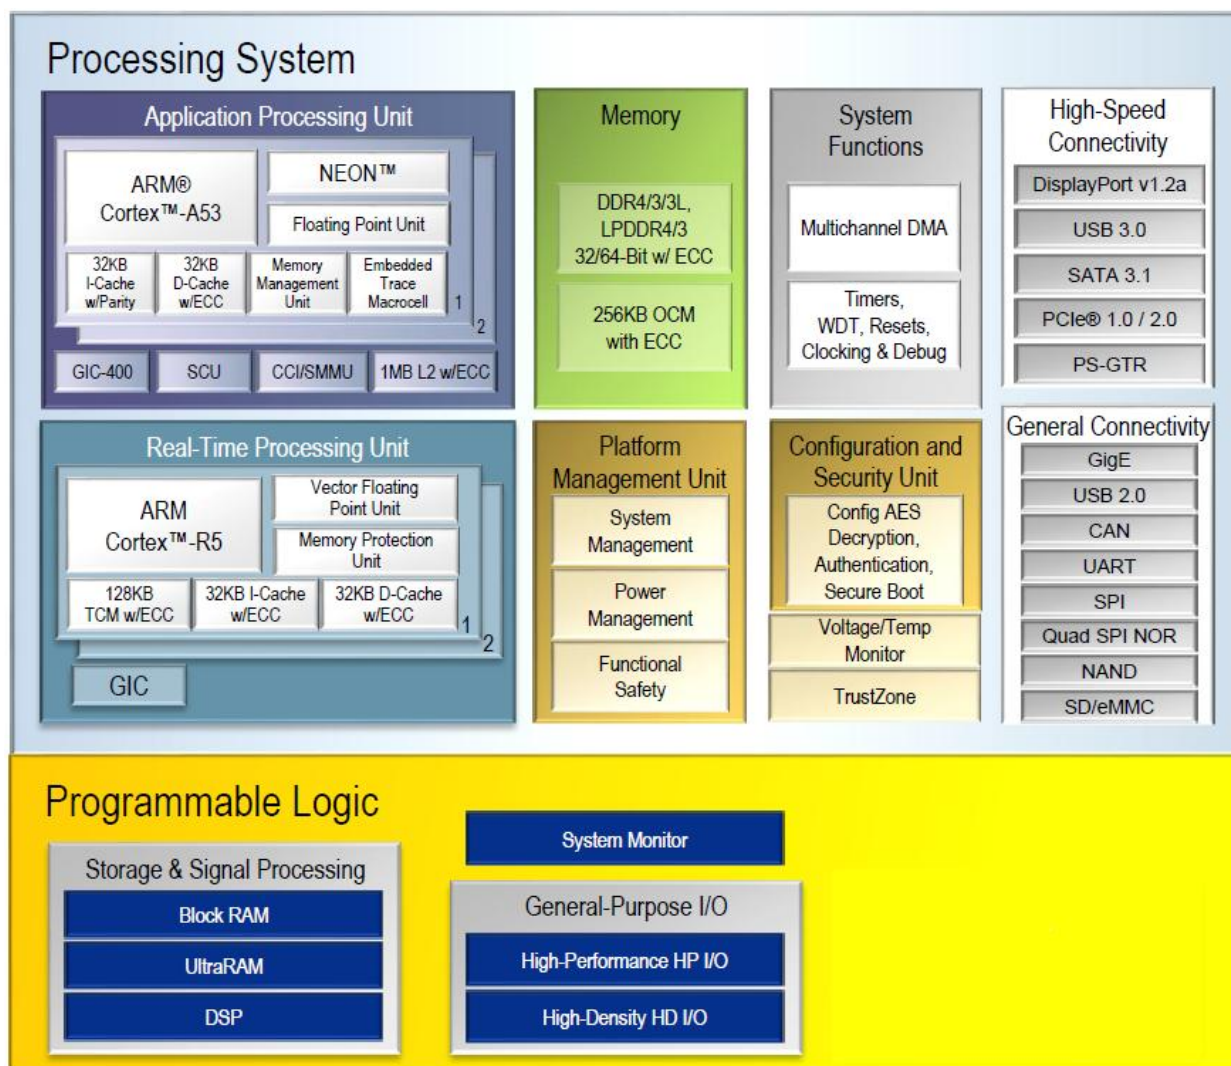 Processing System
Application Processing Unit
ARM®
Cortex™-A53
NEON™
Floating Point Unit
32KB
I-Cache
w/Parity
32KB
D-Cache
w/ECC
Memory
Management
Unit
Embedded
Trace
Macrocell
1
2
GIC-400
SCU
CCI/SMMU
1MB L2 w/ECC
Memory
DDR4/3/3L,
LPDDR4/3
32/64-Bit w/ ECC
256KB OCM
with ECC
System
Functions
Multichannel DMA
Timers,
WDT, Resets,
Clocking & Debug
High-Speed
Connectivity
DisplayPort v1.2a
USB 3.0
SATA 3.1
PCIe® 1.0 / 2.0
PS-GTR
Real-Time Processing Unit
ARM
Cortex™-R5
Vector Floating
Point Unit
Memory Protection
Unit
128KB
TCM w/ECC
32KB I-Cache
w/ECC
32KB D-Cache
w/ECC
1
2
GIC
Platform
Management Unit
System
Management
Power
Management
Functional
Safety
Configuration and
Security Unit
Config AES
Decryption,
Authentication,
Secure Boot
Voltage/Temp
Monitor
TrustZone
General Connectivity
GigE
USB 2.0
CAN
UART
SPI
Quad SPI NOR
NAND
SD/eMMC
Programmable Logic
Storage & Signal Processing
Block RAM
UltraRAM
DSP
System Monitor
General-Purpose I/O
High-Performance HP I/O
High-Density HD I/O